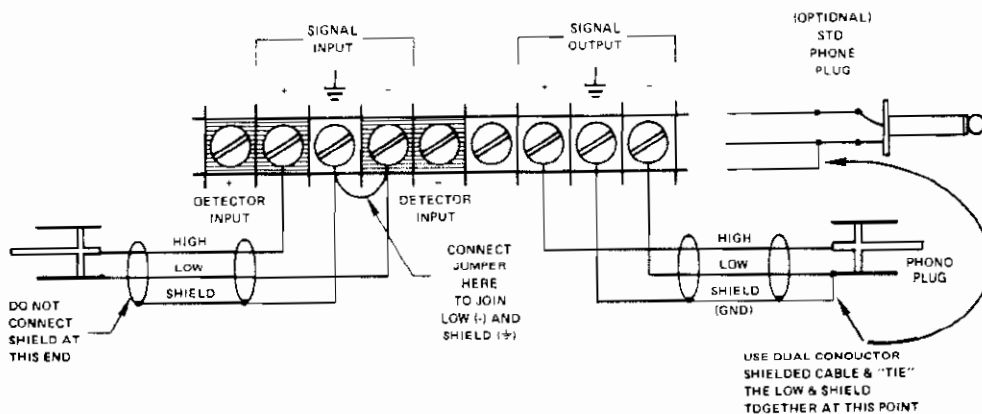 SIGNAL
INPUT
SIGNAL
OUTPUT
(OPTIONAL)
STD
PHONE
PLUG
+
-
+
-
+
DETECTOR
INPUT
-
DETECTOR
INPUT
HIGH
LOW
SHIELD
DO NOT
CONNECT
SHIELD AT
THIS END
CONNECT
JUMPER
HERE
TO JOIN
LOW (-) AND
SHIELD (⏚)
HIGH
LOW
SHIELD
(GND)
PHONO
PLUG
USE DUAL CONDUCTOR
SHIELDED CABLE & "TIE"
THE LOW & SHIELD
TOGETHER AT THIS POINT